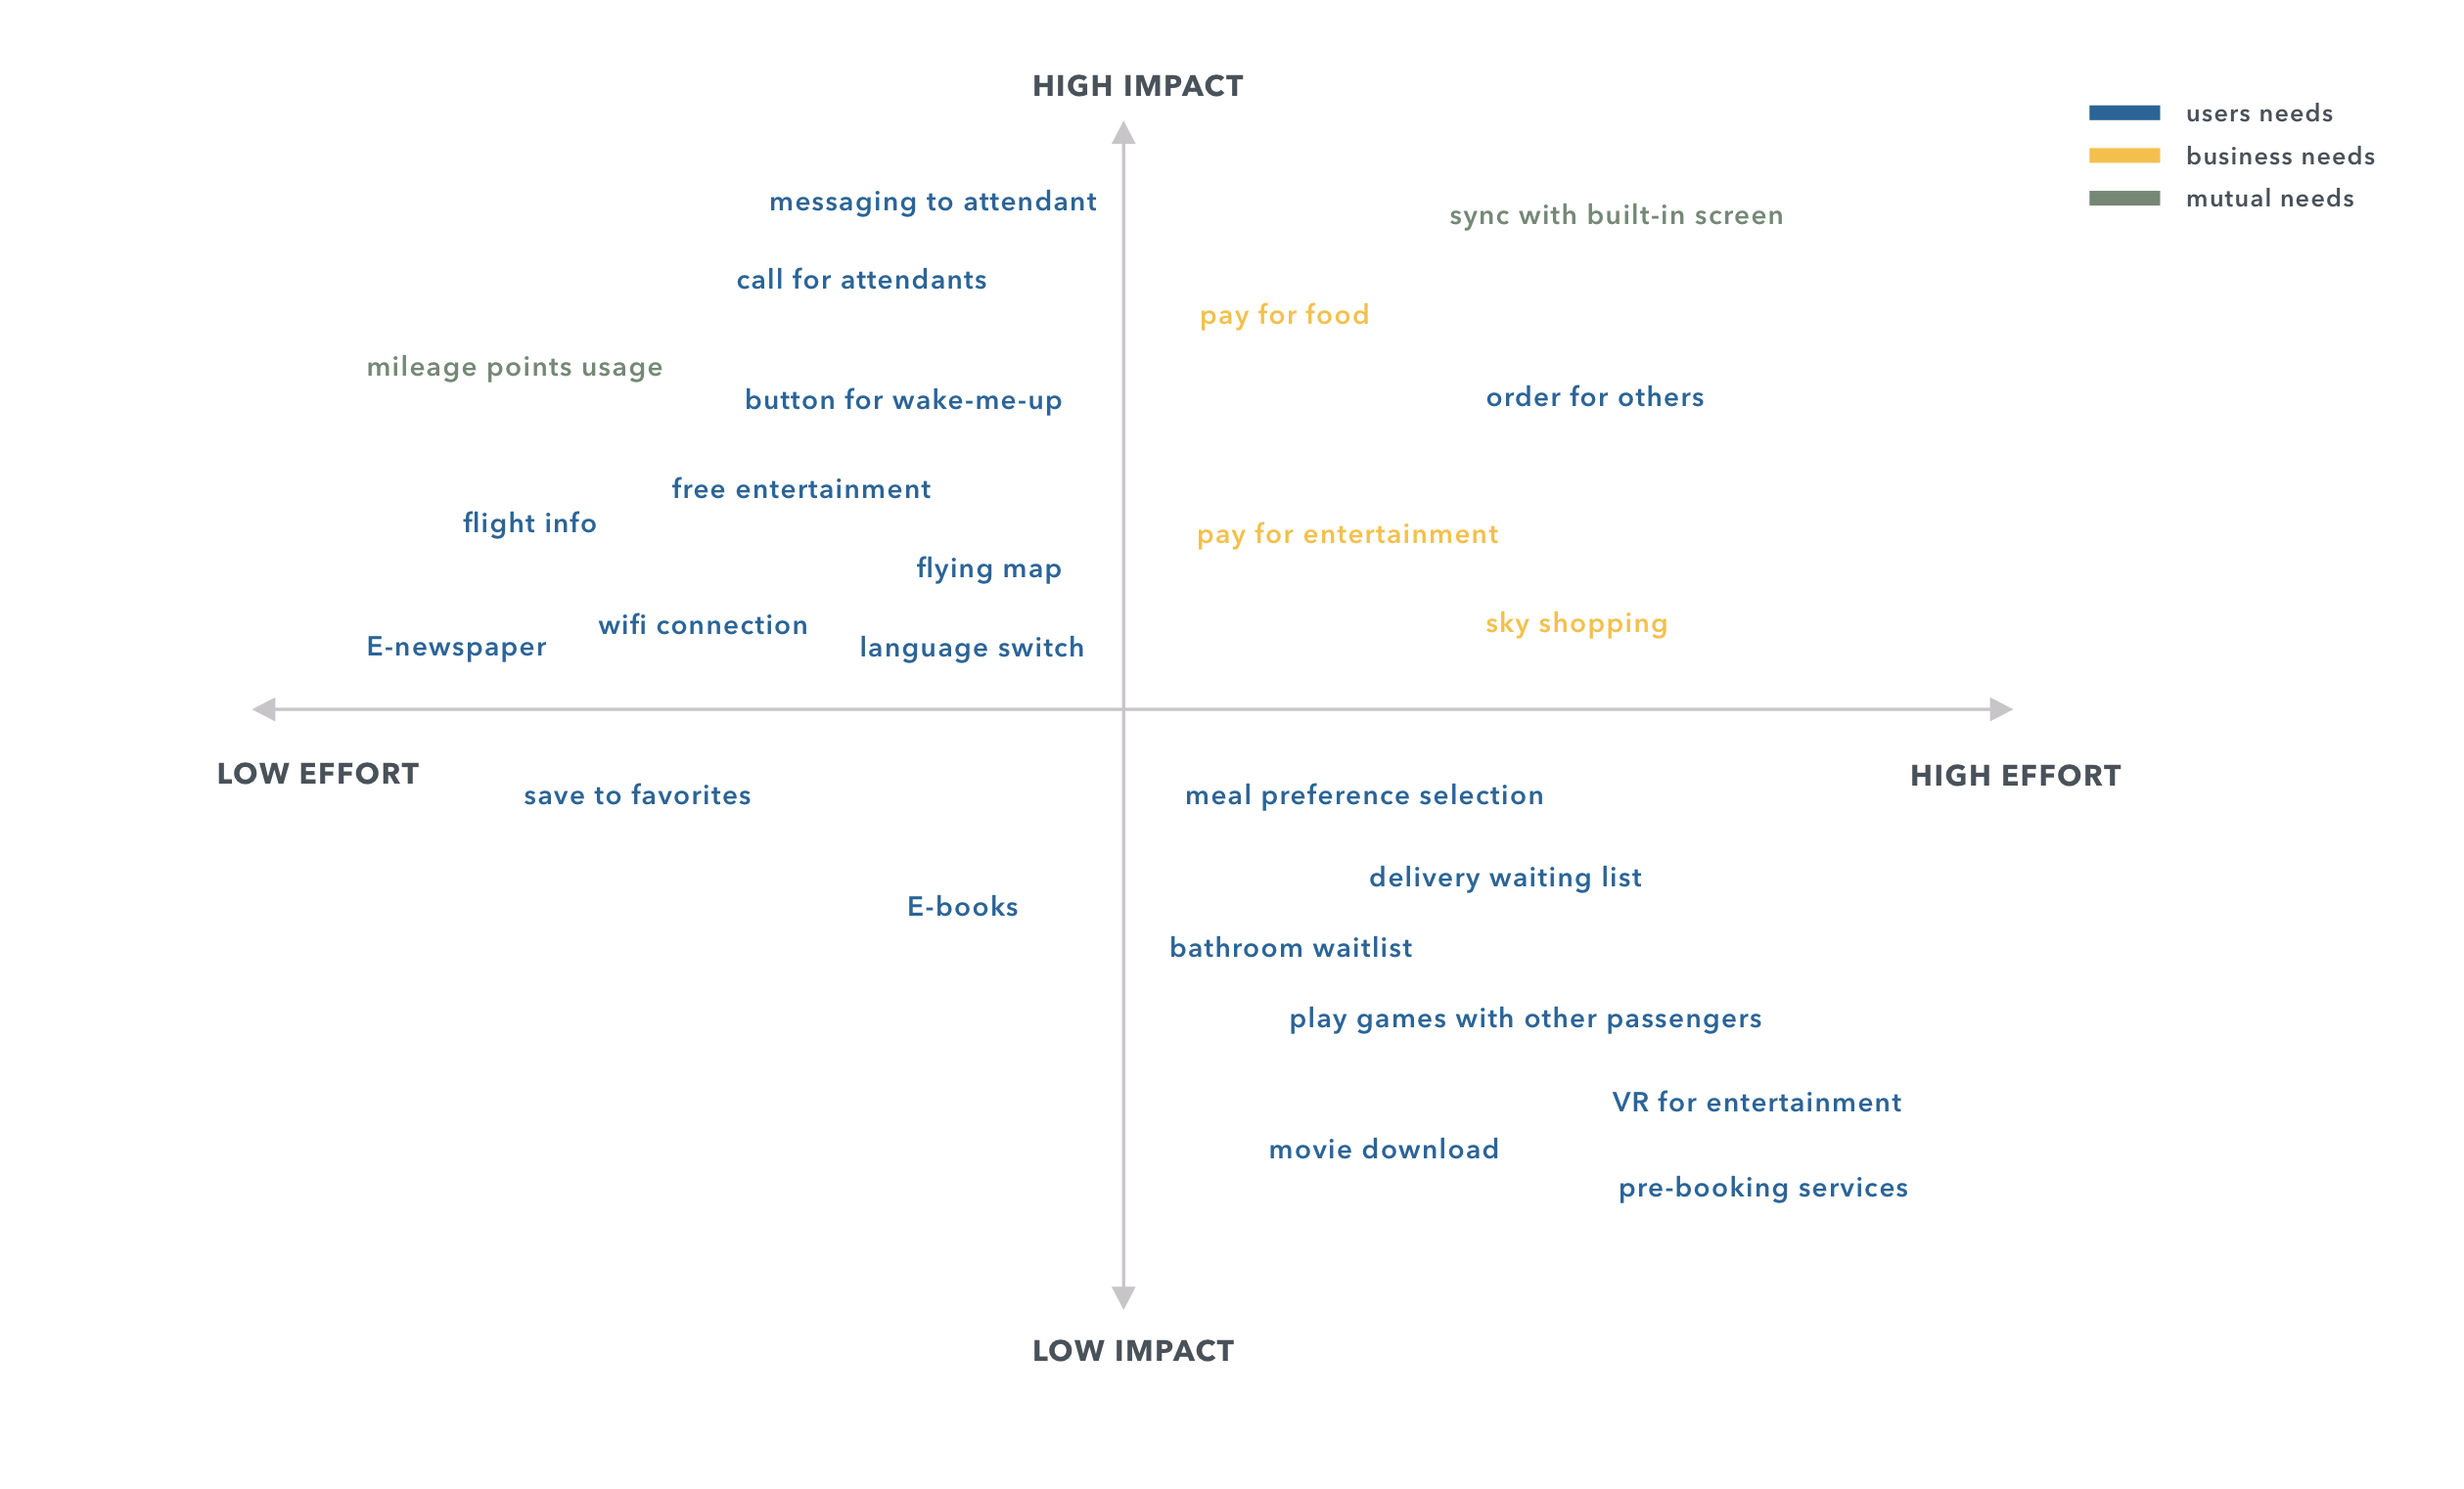 HIGH IMPACT
users needs
business needs
mutual needs
messaging to attendant
sync with built-in screen
call for attendants
pay for food
mileage points usage
button for wake-me-up
order for others
free entertainment
flight info
pay for entertainment
flying map
wifi connection
sky shopping
E-newspaper
language switch
LOW EFFORT
HIGH EFFORT
save to favorites
meal preference selection
delivery waiting list
E-books
bathroom waitlist
play games with other passengers
VR for entertainment
movie download
pre-booking services
LOW IMPACT